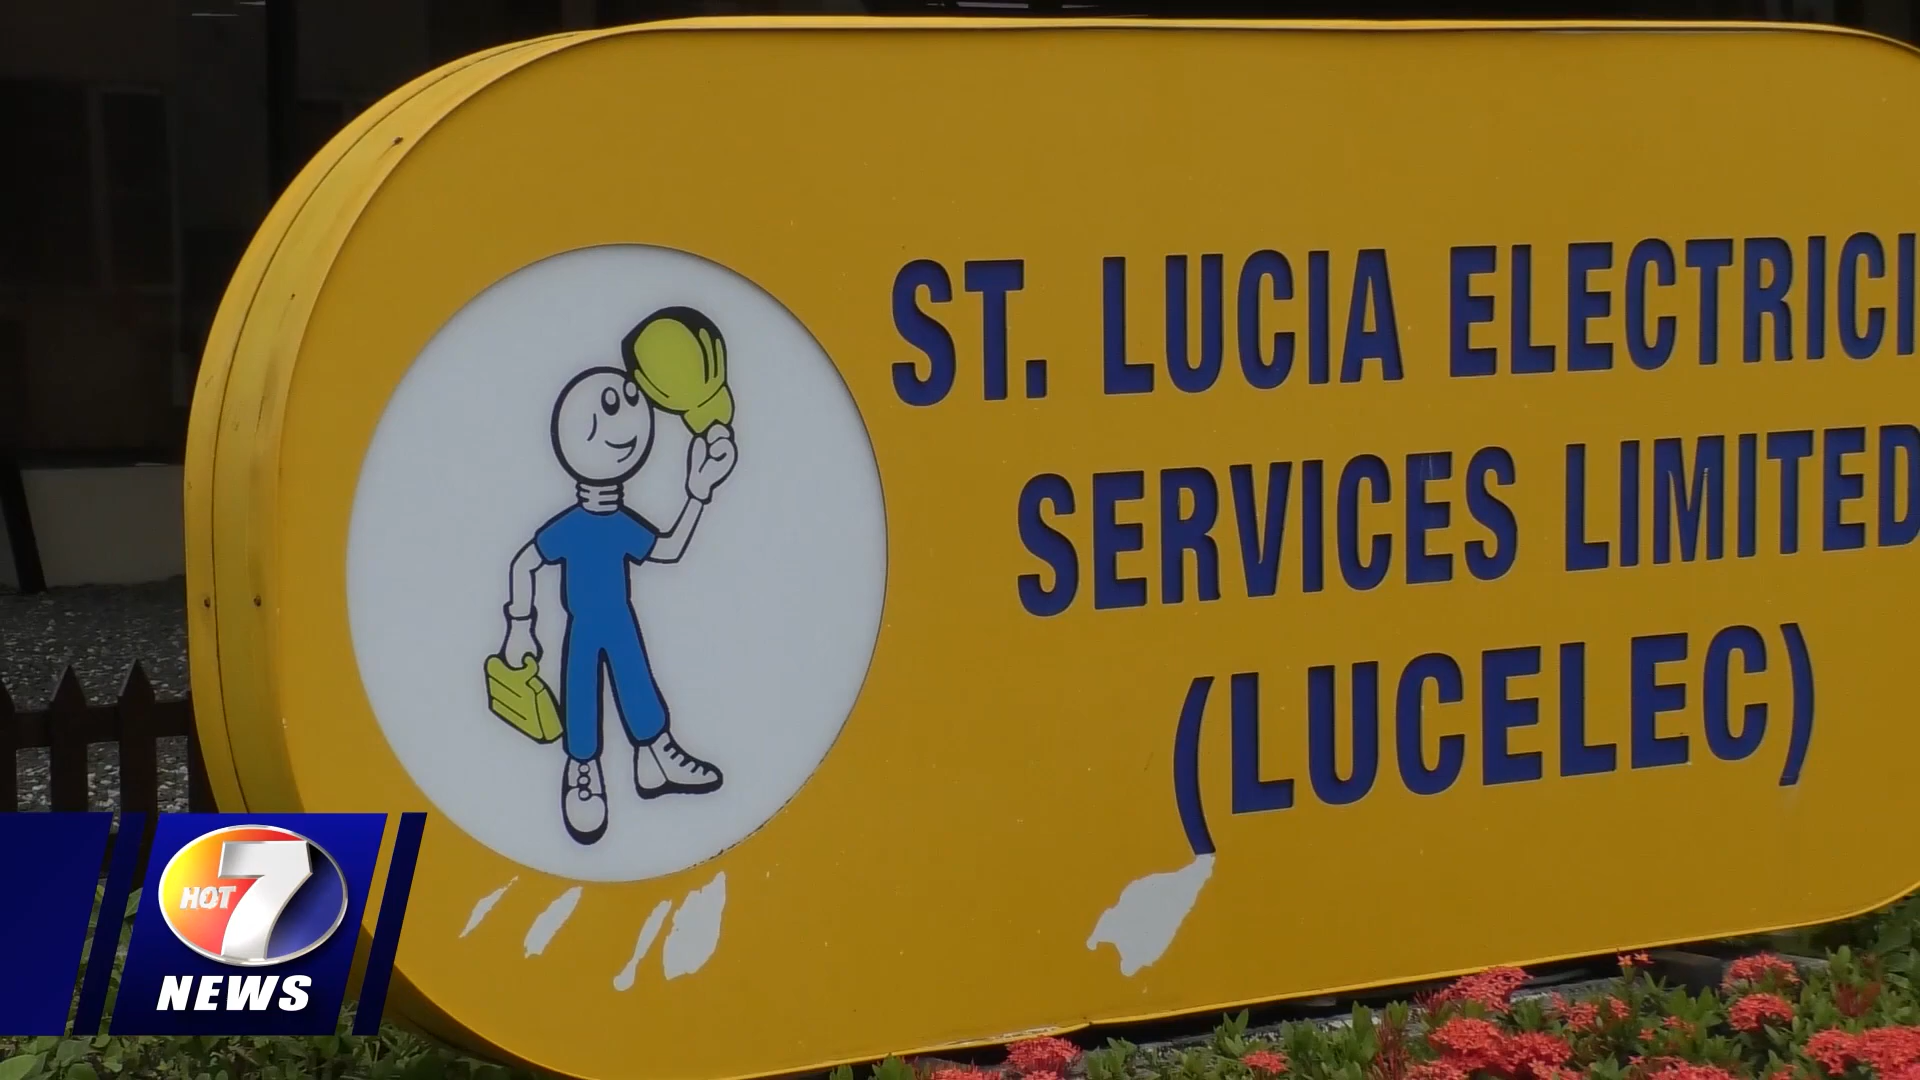 ST. LUCIA ELECTRICI
SERVICES LIMITED
(LUCELEC)
HOT 7
NEWS